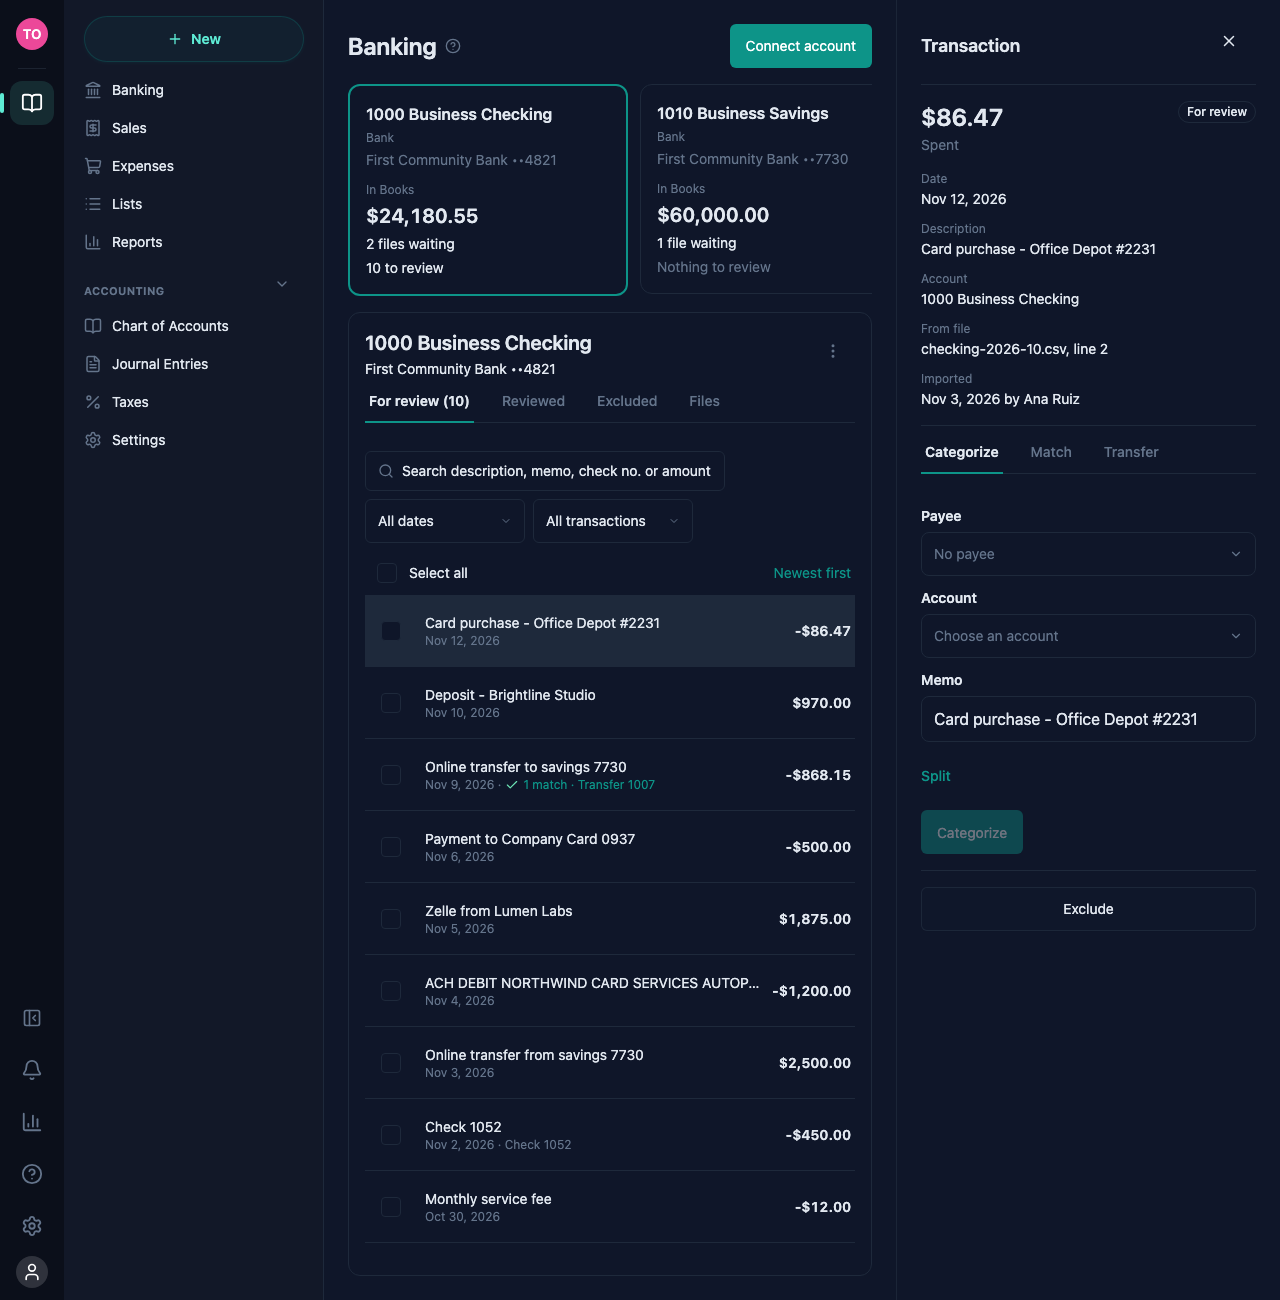 TO
New
Banking
Sales
Expenses
Lists
Reports
ACCOUNTING
Chart of Accounts
Journal Entries
Taxes
Settings
Banking
Connect account
1000 Business Checking
Bank
First Community Bank ••4821
In Books
$24,180.55
2 files waiting
10 to review
1010 Business Savings
Bank
First Community Bank ••7730
In Books
$60,000.00
1 file waiting
Nothing to review
1000 Business Checking
First Community Bank ••4821
For review (10) Reviewed Excluded Files
Search description, memo, check no. or amount
All dates All transactions
Select all Newest first
Card purchase - Office Depot #2231 -$86.47
Nov 12, 2026
Deposit - Brightline Studio $970.00
Nov 10, 2026
Online transfer to savings 7730 -$868.15
Nov 9, 2026 · ✓ 1 match · Transfer 1007
Payment to Company Card 0937 -$500.00
Nov 6, 2026
Zelle from Lumen Labs $1,875.00
Nov 5, 2026
ACH DEBIT NORTHWIND CARD SERVICES AUTOP... -$1,200.00
Nov 4, 2026
Online transfer from savings 7730 $2,500.00
Nov 3, 2026
Check 1052 -$450.00
Nov 2, 2026 · Check 1052
Monthly service fee -$12.00
Oct 30, 2026
Transaction
$86.47 For review
Spent
Date
Nov 12, 2026
Description
Card purchase - Office Depot #2231
Account
1000 Business Checking
From file
checking-2026-10.csv, line 2
Imported
Nov 3, 2026 by Ana Ruiz
Categorize Match Transfer
Payee
No payee
Account
Choose an account
Memo
Card purchase - Office Depot #2231
Split
Categorize
Exclude